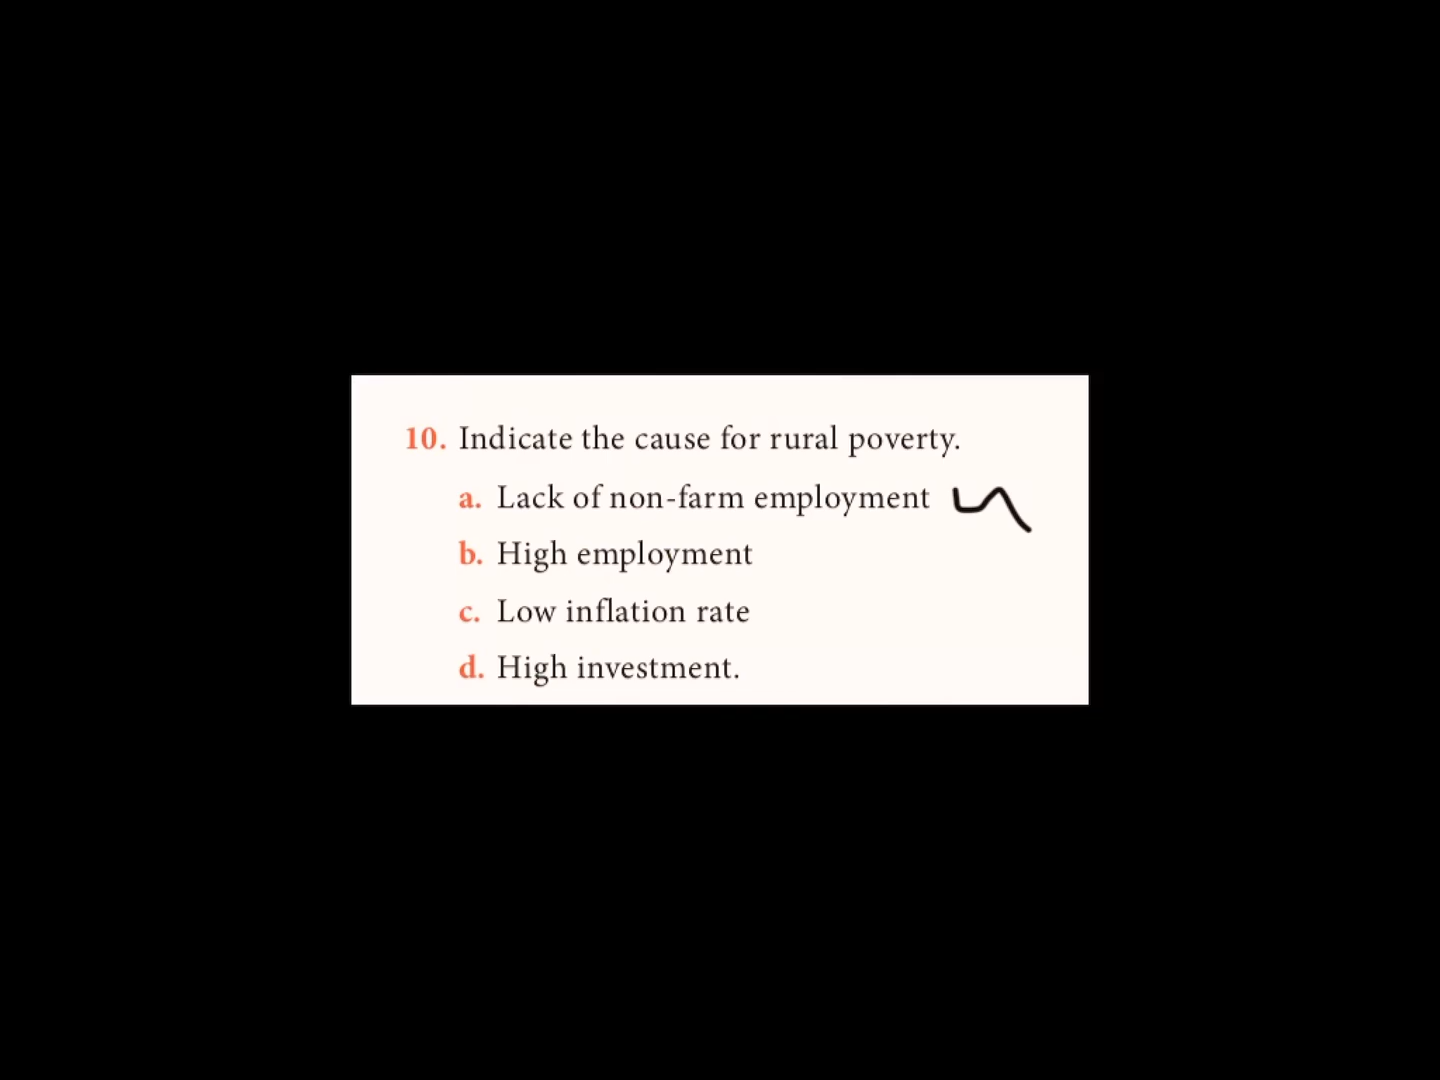 10. Indicate the cause for rural poverty.
a. Lack of non-farm employment
b. High employment
c. Low inflation rate
d. High investment.